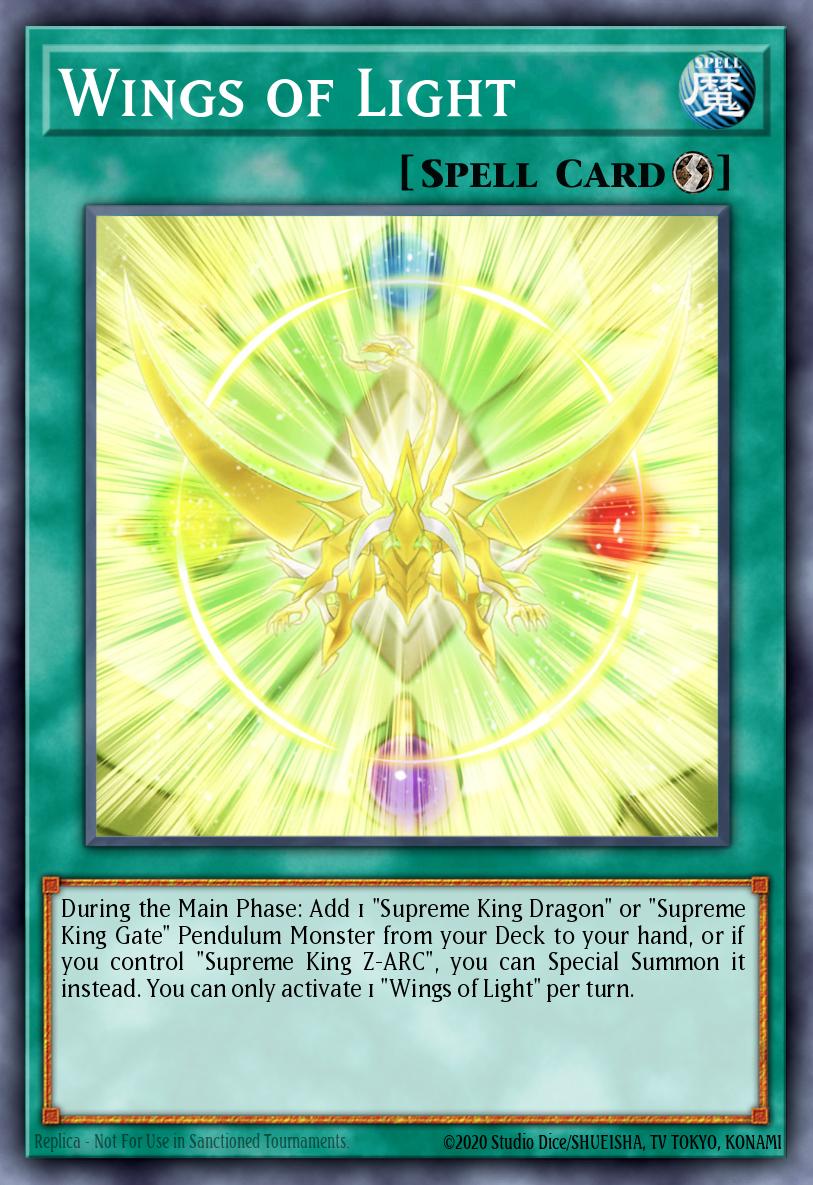 Wings of Light
SPELL
魔
[Spell Card]
During the Main Phase: Add 1 "Supreme King Dragon" or "Supreme
King Gate" Pendulum Monster from your Deck to your hand, or if
you control "Supreme King Z-ARC", you can Special Summon it
instead. You can only activate 1 "Wings of Light" per turn.
Replica - Not For Use in Sanctioned Tournaments.
©2020 Studio Dice/SHUEISHA, TV TOKYO, KONAMI